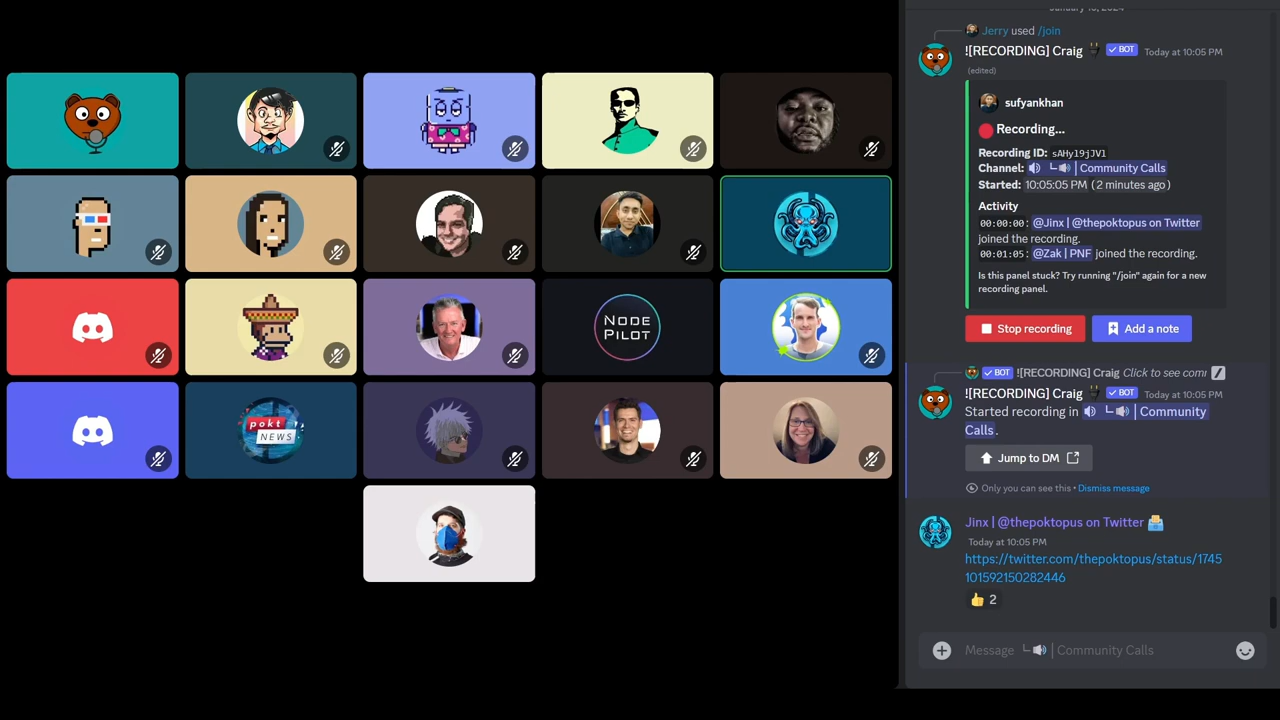 Jerry used /join
![RECORDING] Craig BOT Today at 10:05 PM
(edited)
sufyankhan
Recording...
Recording ID: sAHy19jJV1
Channel: | Community Calls
Started: 10:05:05 PM (2 minutes ago)
Activity
00:00:00: @Jinx | @thepoktopus on Twitter
joined the recording.
00:01:05: @Zak | PNF joined the recording.
Is this panel stuck? Try running "/join" again for a new
recording panel.
Stop recording
Add a note
BOT ![RECORDING] Craig Click to see
![RECORDING] Craig BOT Today at 10:05 PM
Started recording in | Community
Calls.
Jump to DM
Only you can see this • Dismiss message
Jinx | @thepoktopus on Twitter
Today at 10:05 PM
https://twitter.com/thepoktopus/status/1745
101592150282446
2
Message | Community Calls
NODE
PILOT
pokt
NEWS